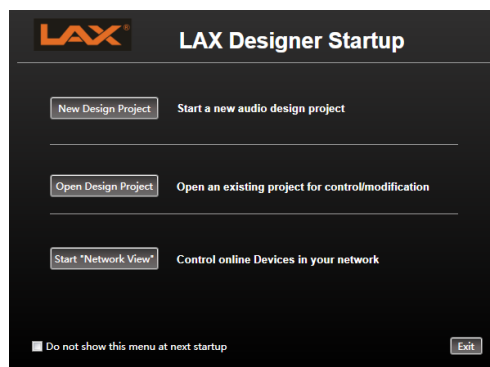 LAX®
LAX Designer Startup
New Design Project
Start a new audio design project
Open Design Project
Open an existing project for control/modification
Start "Network View"
Control online Devices in your network
Do not show this menu at next startup
Exit